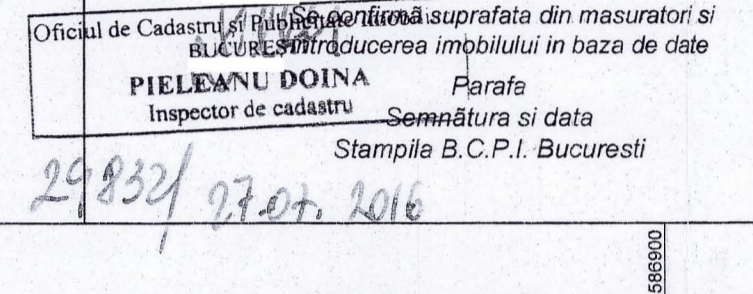 Oficiul de Cadastru și Publicitate Imobiliară
Se confirmă suprafata din masuratori si
BUCUREȘTI
introducerea imobilului in baza de date
PIELEANU DOINA
Inspector de cadastru
Parafa
Semnătura si data
Stampila B.C.P.I. Bucuresti
29832/ 27.07. 2016
586900